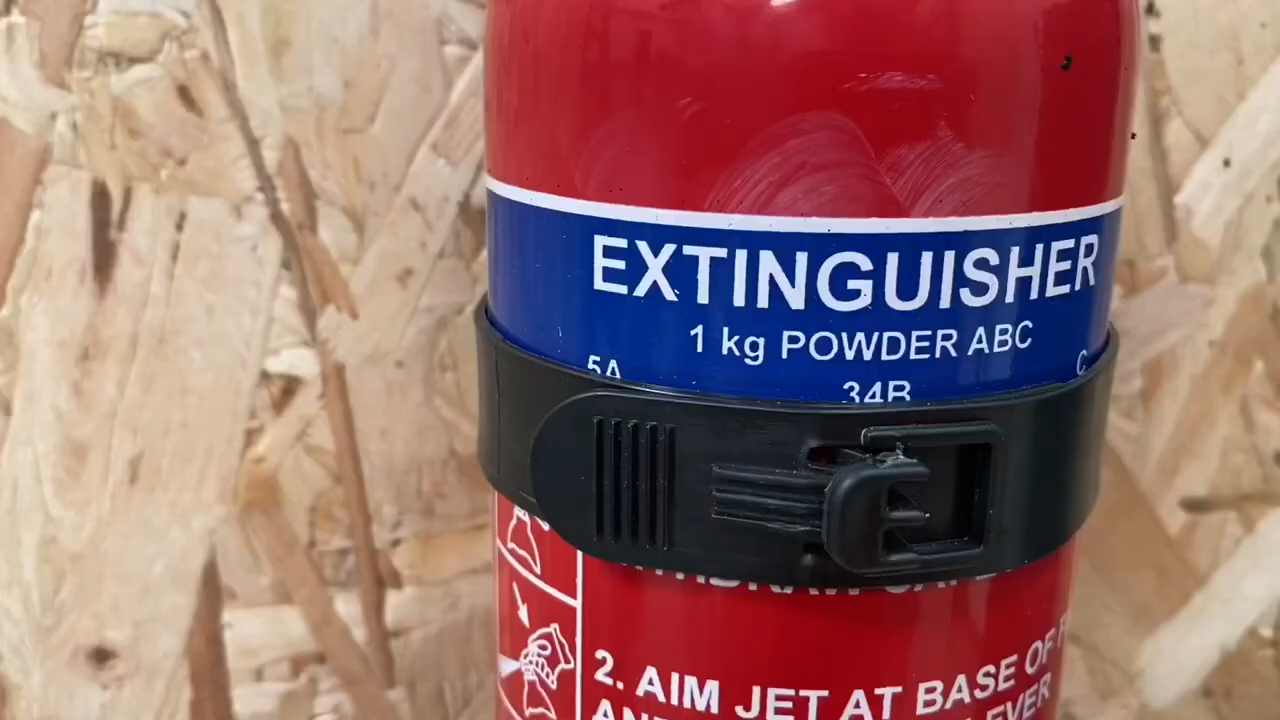 EXTINGUISHER
1 kg POWDER ABC
5A 34B C
2. AIM JET AT BASE OF
LEVER